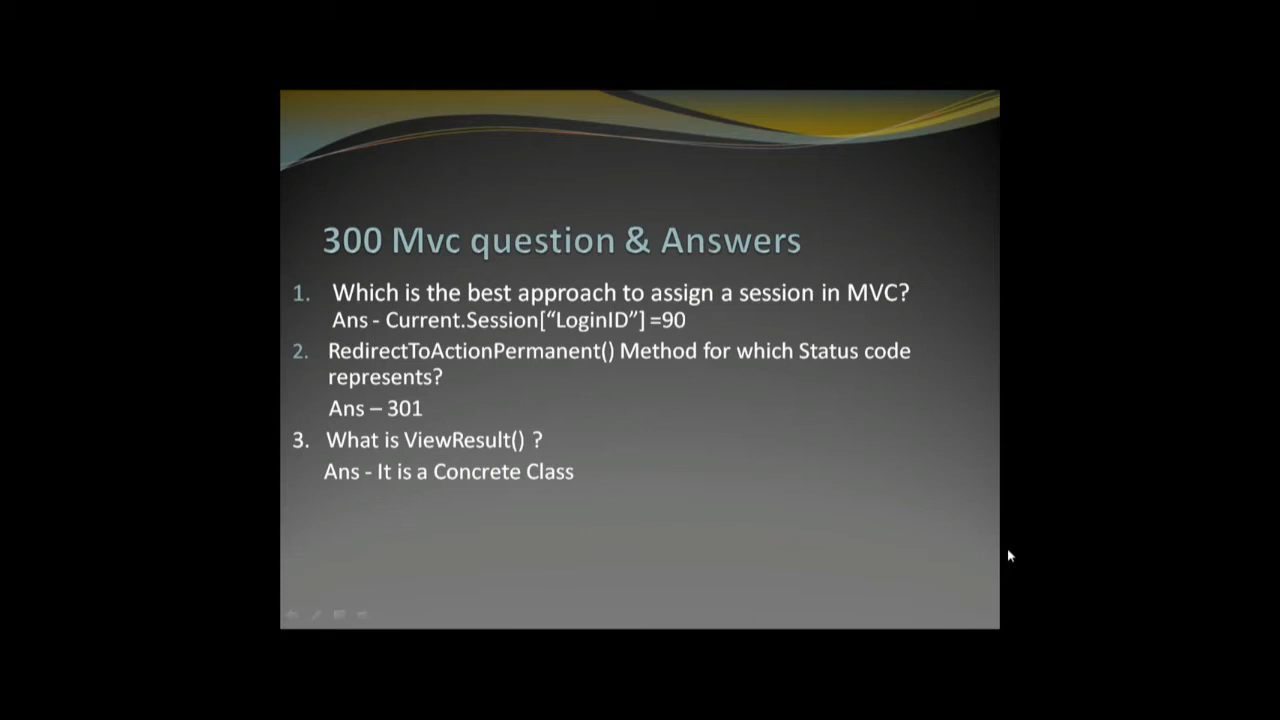 300 Mvc question & Answers
1. Which is the best approach to assign a session in MVC?
Ans - Current.Session[“LoginID”] =90
2. RedirectToActionPermanent() Method for which Status code
represents?
Ans – 301
3. What is ViewResult() ?
Ans - It is a Concrete Class